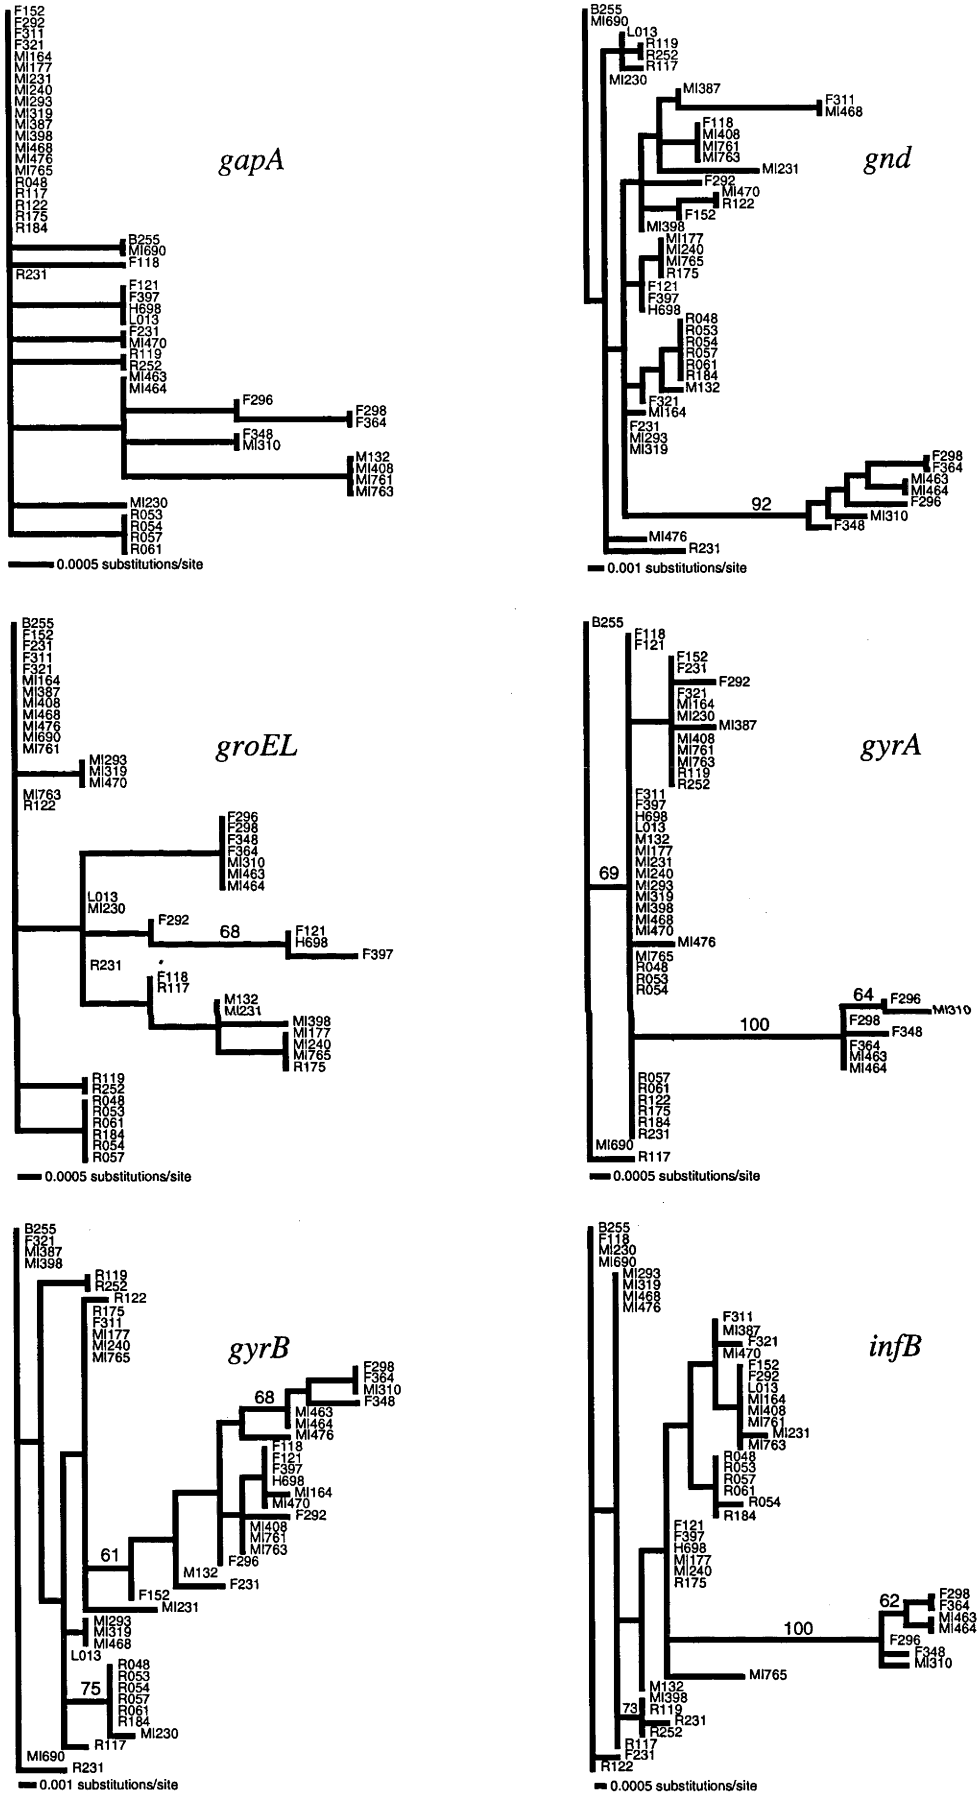 F152
F292
F311
F321
MI164
MI177
MI231
MI240
MI293
MI319
MI387
MI398
MI468
MI476
MI765
R048
R117
R122
R175
R184
gapA
B255
MI690
F118
R231
F121
F397
H698
L013
F231
MI470
R119
R252
MI463
MI464
F296
F298
F364
F348
MI310
M132
MI408
MI761
MI763
MI230
R053
R054
R057
R061
0.0005 substitutions/site
B255
MI690
L013
R119
R252
R117
MI230
MI387
F311
MI468
F118
MI408
MI761
MI763
MI231
gnd
F292
MI470
R122
F152
MI398
MI177
MI240
MI765
R175
F121
F397
H698
R048
R053
R054
R057
R061
R184
M132
F321
MI164
F231
MI293
MI319
F298
F364
MI463
MI464
F296
92
MI310
F348
MI476
R231
0.001 substitutions/site
B255
F152
F231
F311
F321
MI164
MI387
MI408
MI468
MI476
MI690
MI761
groEL
MI293
MI319
MI470
MI763
R122
F296
F298
F348
F364
MI310
MI463
MI464
L013
MI230
F292
68
F121
H698
F397
R231
F118
R117
M132
MI231
MI398
MI177
MI240
MI765
R175
R119
R252
R048
R053
R061
R184
R054
R057
0.0005 substitutions/site
B255
F118
F121
F152
F231
F292
F321
MI164
MI230
MI387
gyrA
MI408
MI761
MI763
R119
R252
F311
F397
H698
L013
M132
MI177
MI231
69
MI240
MI293
MI319
MI398
MI468
MI470
MI476
MI765
R048
R053
R054
64
F296
MI310
F298
100
F348
F364
MI463
MI464
R057
R061
R122
R175
R184
R231
MI690
R117
0.0005 substitutions/site
B255
F321
MI387
MI398
R119
R252
R122
R175
F311
MI177
MI240
MI765
gyrB
F298
F364
MI310
68
F348
MI463
MI464
MI476
F118
F121
F397
H698
MI164
MI470
F292
MI408
MI761
MI763
F296
61
M132
F231
F152
MI231
MI293
MI319
MI468
L013
R048
R053
R054
75
R057
R061
R184
MI230
R117
MI690
R231
0.001 substitutions/site
B255
F118
MI230
MI690
MI293
MI319
MI468
MI476
F311
MI387
F321
MI470
infB
F152
F292
L013
MI164
MI408
MI761
MI231
MI763
R048
R053
R057
R061
R054
R184
F121
F397
H698
MI177
MI240
R175
F298
62
F364
MI463
MI464
100
F296
F348
MI310
MI765
M132
MI398
73
R119
R231
R252
R117
F231
R122
0.0005 substitutions/site